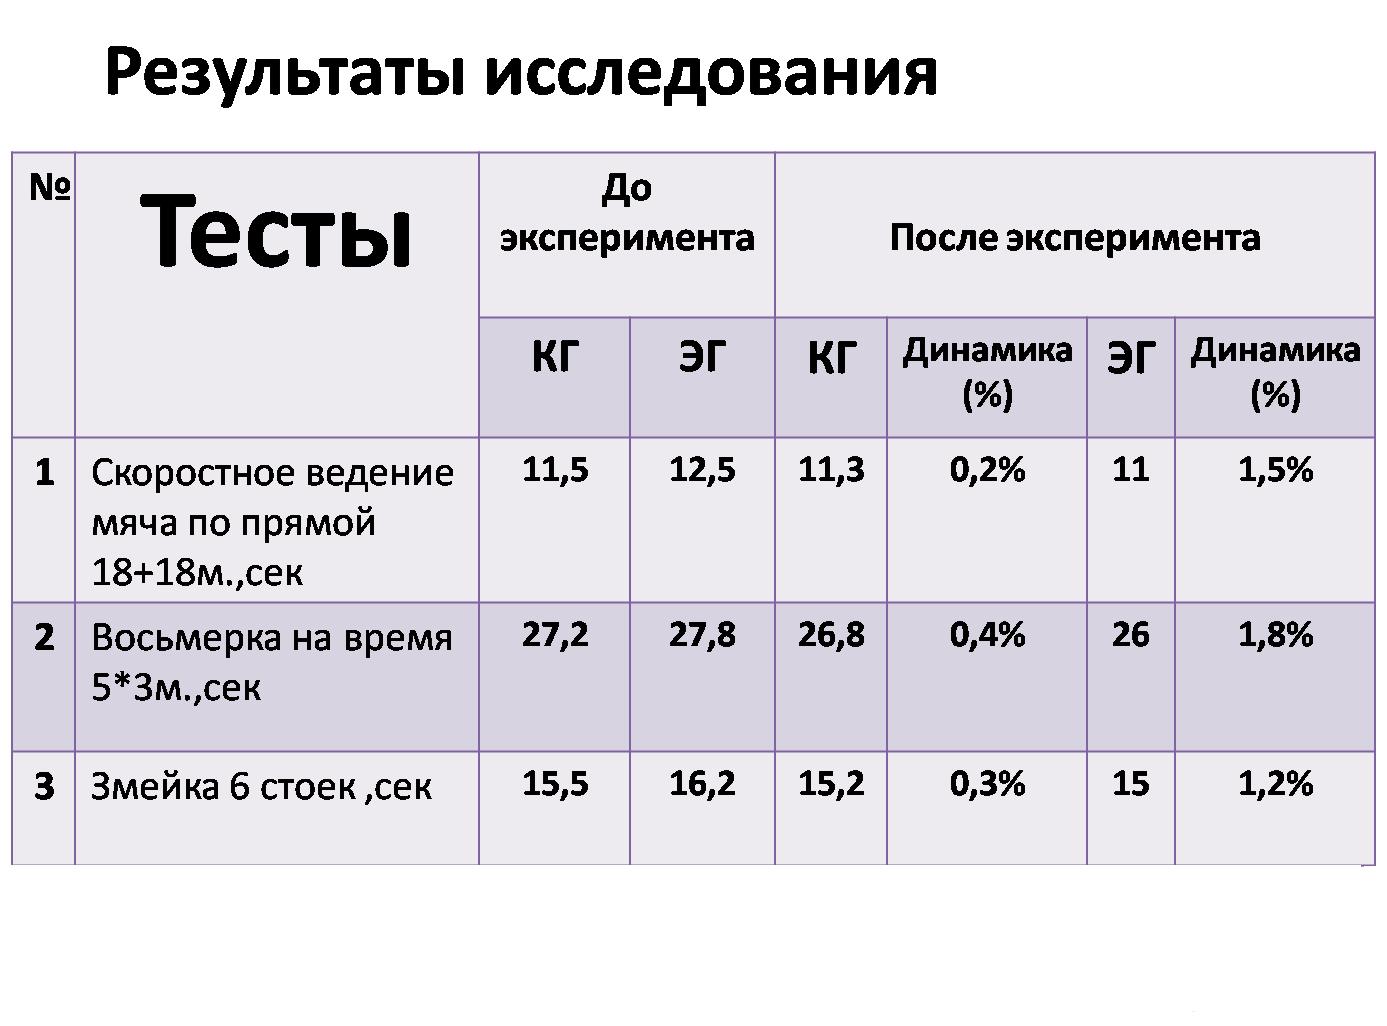 Результаты исследования
№
Тесты
До
эксперимента
После эксперимента
КГ
ЭГ
КГ
Динамика
(%)
ЭГ
Динамика
(%)
1
Скоростное ведение
мяча по прямой
18+18м.,сек
11,5
12,5
11,3
0,2%
11
1,5%
2
Восьмерка на время
5*3м.,сек
27,2
27,8
26,8
0,4%
26
1,8%
3
Змейка 6 стоек ,сек
15,5
16,2
15,2
0,3%
15
1,2%